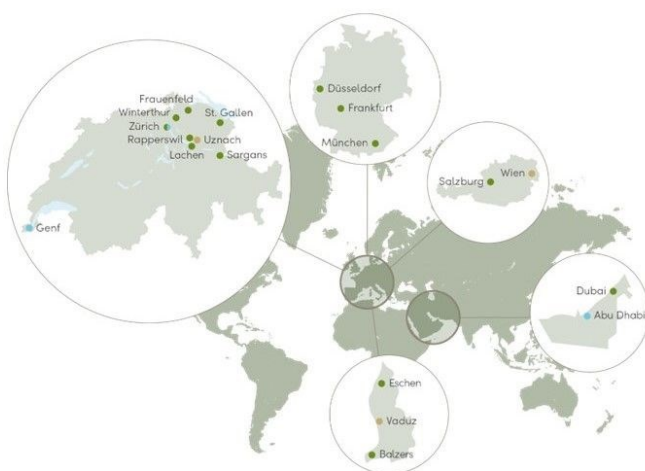 Frauenfeld
Winterthur
St. Gallen
Zürich
Rapperswil
Uznach
Lachen
Sargans
Genf
Düsseldorf
Frankfurt
München
Salzburg
Wien
Dubai
Abu Dhabi
Eschen
Vaduz
Balzers